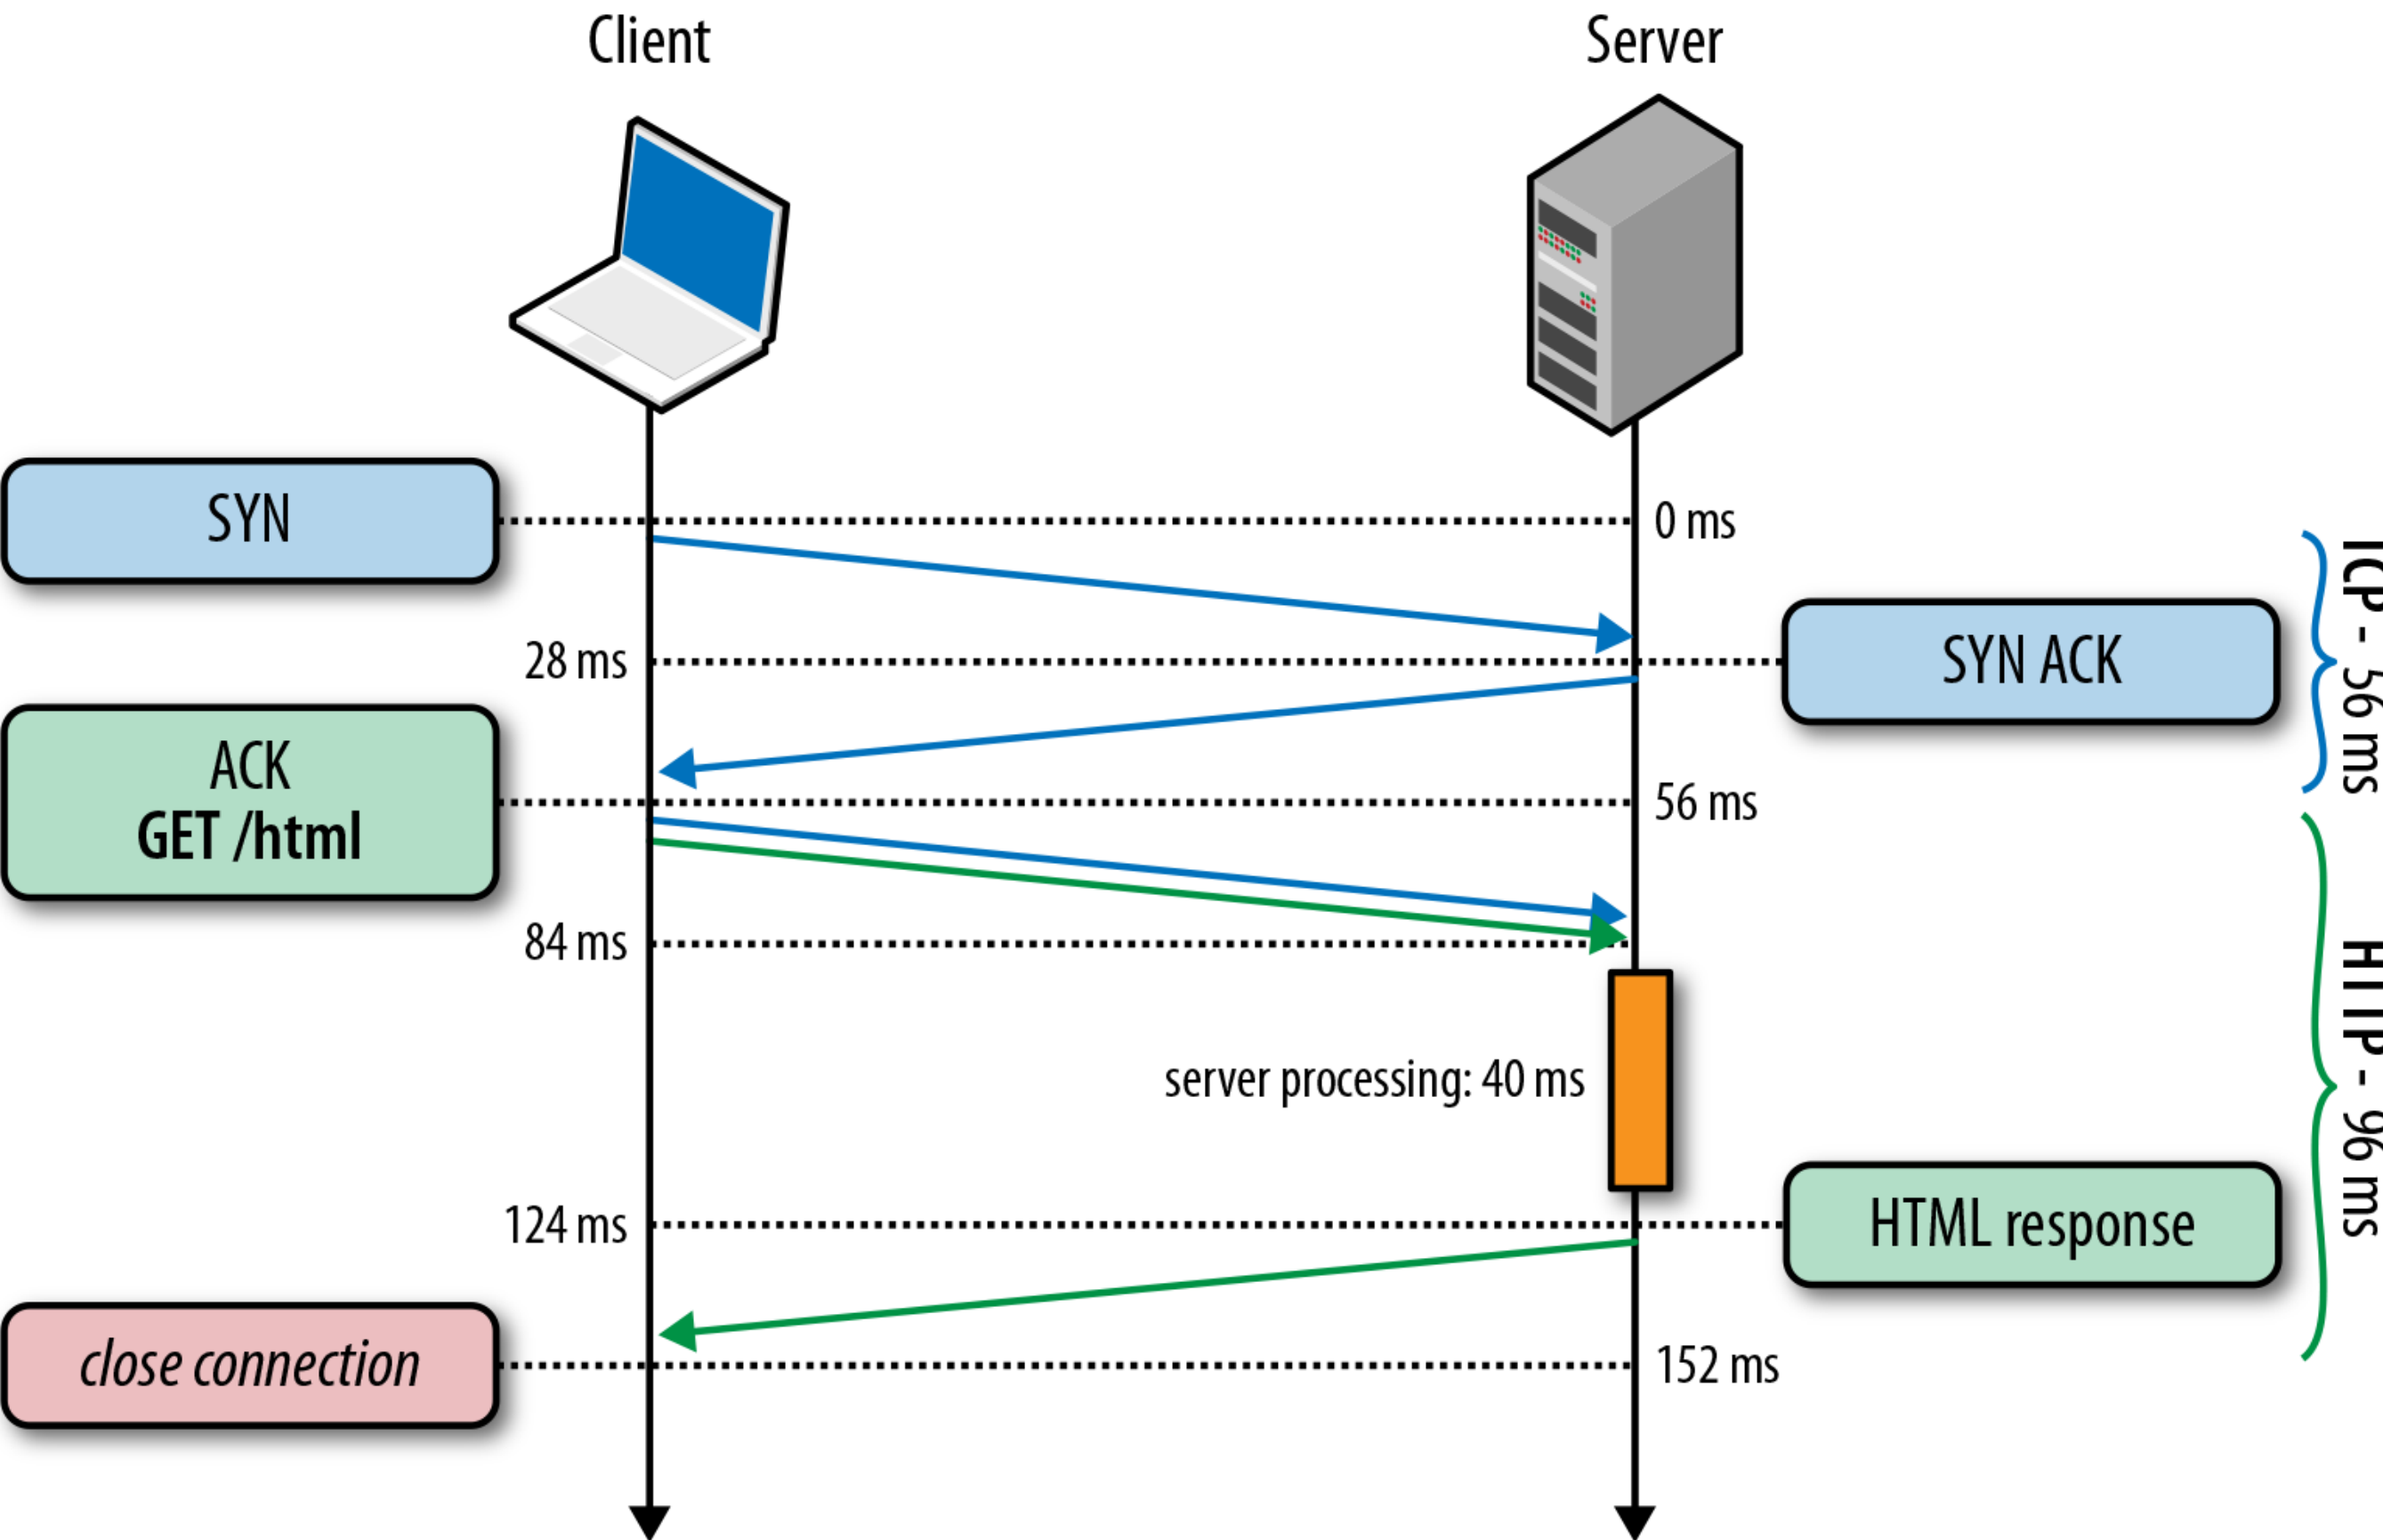 Client
Server
SYN
0 ms
28 ms
SYN ACK
TCP - 56 ms
ACK
GET /html
56 ms
84 ms
server processing: 40 ms
HTTP - 96 ms
124 ms
HTML response
close connection
152 ms